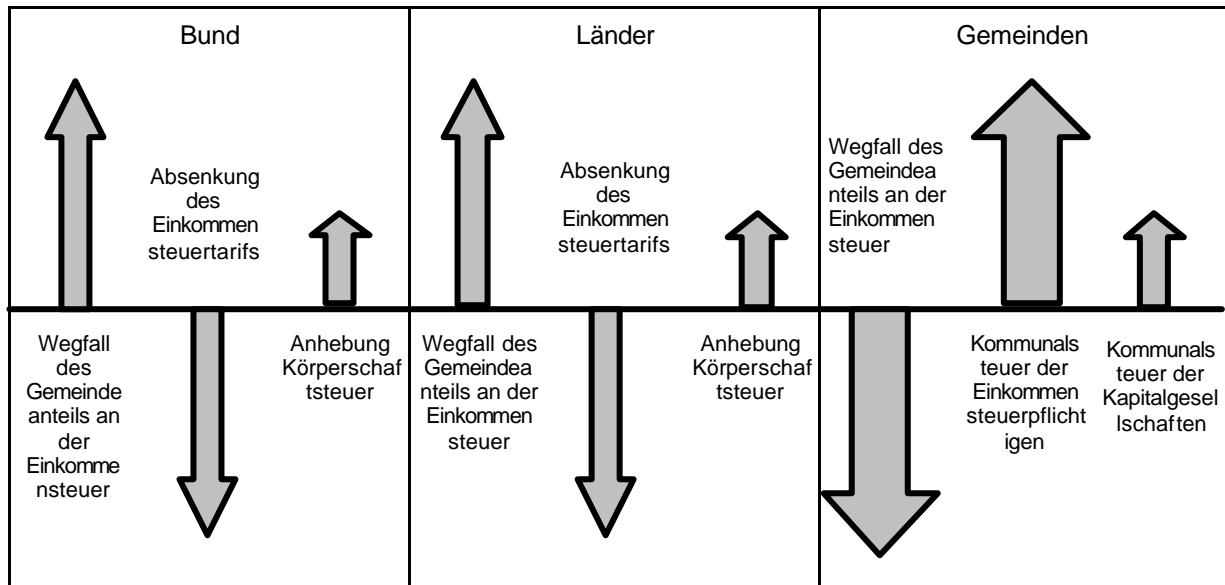 Bund
Absenkung
des
Einkommen
steuertarifs
Wegfall
des
Gemeinde
anteils an
der
Einkomme
nsteuer
Anhebung
Körperschaf
tsteuer
Länder
Absenkung
des
Einkommen
steuertarifs
Wegfall des
Gemeindea
nteils an der
Einkommen
steuer
Anhebung
Körperschaf
tsteuer
Gemeinden
Wegfall des
Gemeindea
nteils an der
Einkommen
steuer
Kommunals
teuer der
Einkommen
steuerpflicht
igen
Kommunals
teuer der
Kapitalgesel
lschaften